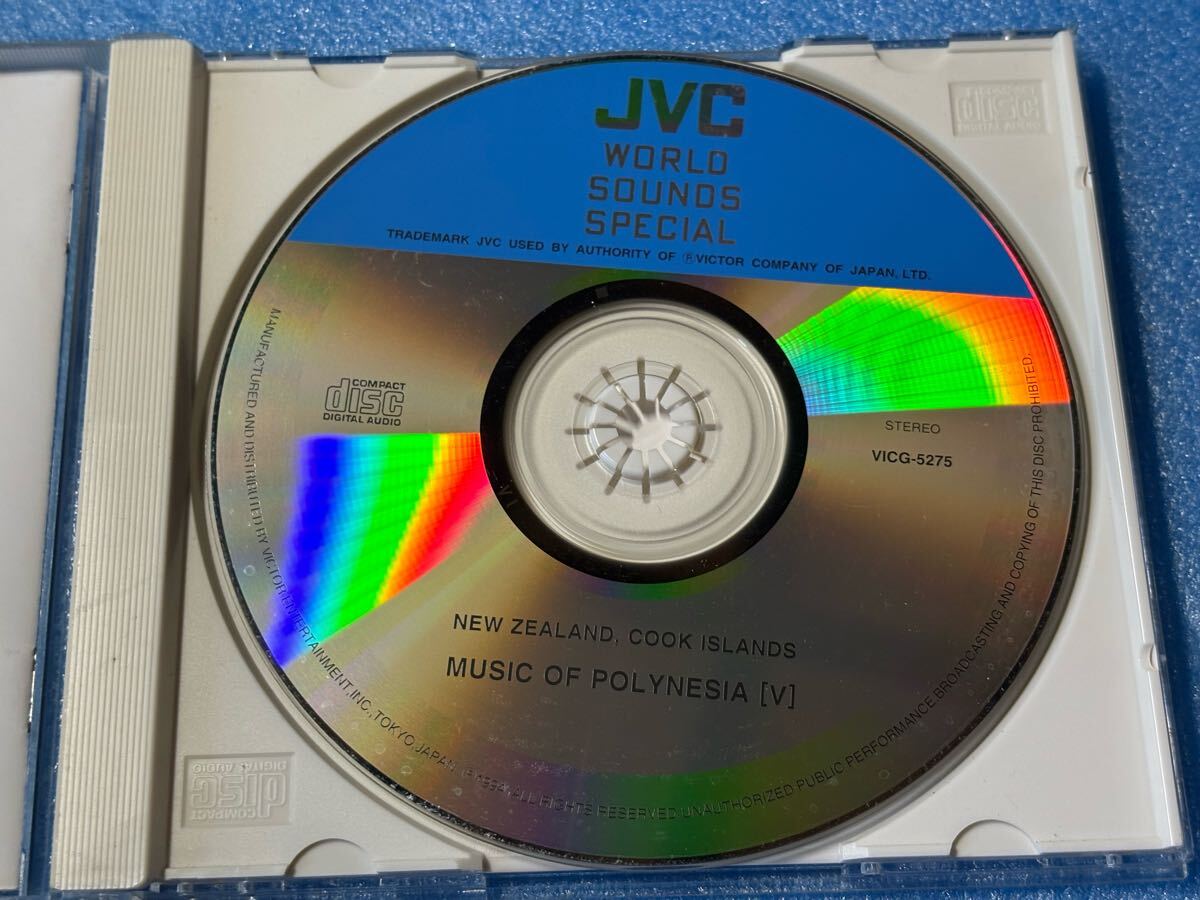 JVC
WORLD
SOUNDS
SPECIAL
TRADEMARK JVC USED BY AUTHORITY OF ℗VICTOR COMPANY OF JAPAN, LTD.
COMPACT
disc
DIGITAL AUDIO
STEREO
VICG-5275
NEW ZEALAND, COOK ISLANDS
MUSIC OF POLYNESIA [V]
MANUFACTURED AND DISTRIBUTED BY VICTOR ENTERTAINMENT, INC., TOKYO, JAPAN. ℗ 1994. ALL RIGHTS RESERVED UNAUTHORIZED PUBLIC PERFORMANCE, BROADCASTING AND COPYING OF THIS DISC PROHIBITED.
COMPACT
disc
DIGITAL AUDIO
COMPACT
disc
DIGITAL AUDIO